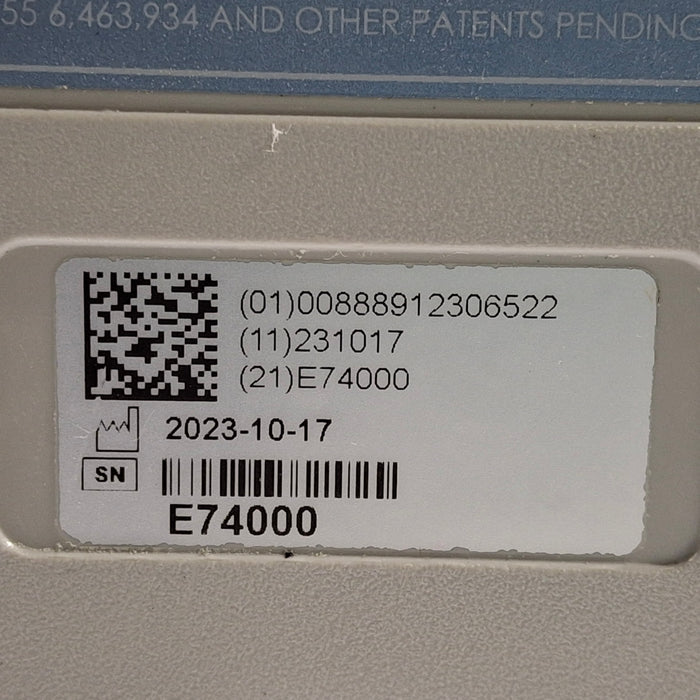 55 6,463,934 AND OTHER PATENTS PENDING
(01)00888912306522
(11)231017
(21)E74000
2023-10-17
SN
E74000